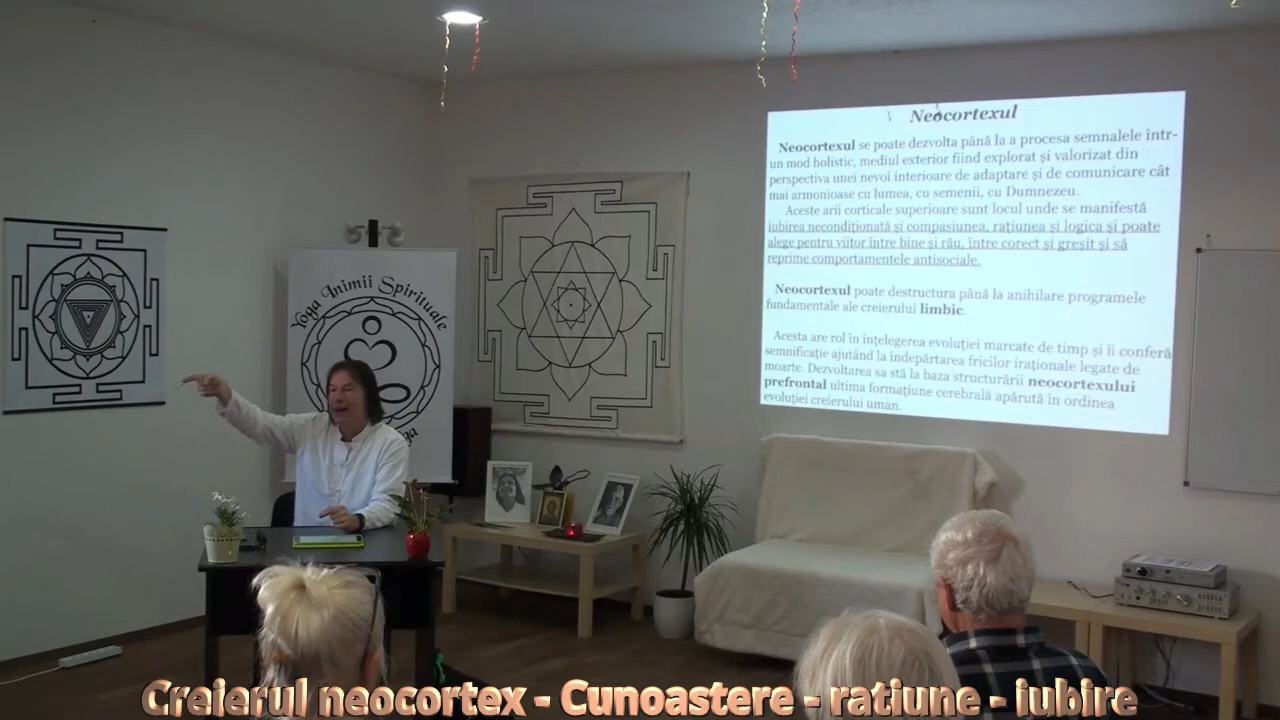 Neocortexul
Neocortexul se poate dezvolta până la a procesa semnalele într-
un mod holistic, mediul exterior fiind explorat și valorizat din
perspectiva unei nevoi interioare de adaptare și de comunicare cât
mai armonioase cu lumea, cu semenii, cu Dumnezeu.
Aceste arii corticale superioare sunt locul unde se manifestă
iubirea necondiționată și compasiunea, rațiunea și logica și poate
alege pentru viitor între bine și rău, între corect și greșit și să
reprime comportamentele antisociale.
Neocortexul poate destructura până la anihilare programele
fundamentale ale creierului limbic.
Acesta are rol în înțelegerea evoluției marcate de timp și ii conferă
semnificație ajutând la îndepărtarea fricilor iraționale legate de
moarte. Dezvoltarea sa stă la baza structurării neocortexului
prefrontal ultima formațiune cerebrală apărută în ordinea
evoluției creierului uman.
Yoga Inimii Spirituale
Creierul neocortex - Cunoastere - ratiune - iubire